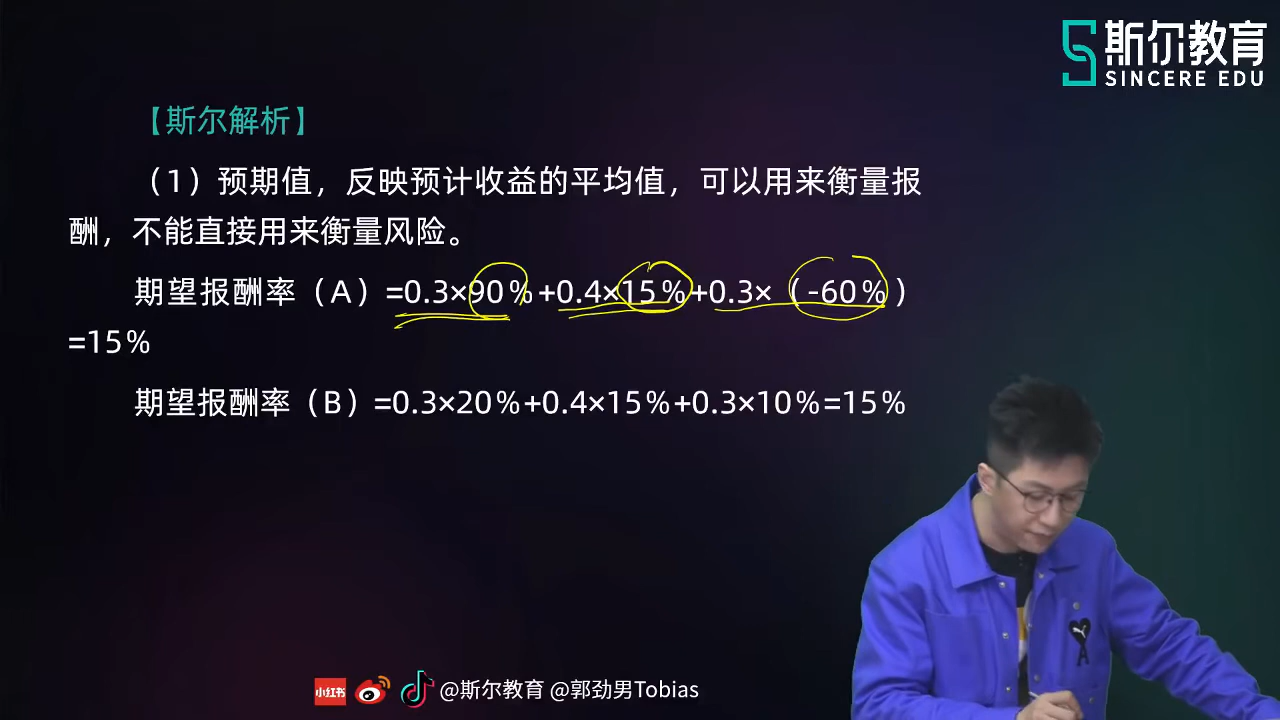 斯尔教育
SINCERE EDU
【斯尔解析】
（1）预期值，反映预计收益的平均值，可以用来衡量报
酬，不能直接用来衡量风险。
期望报酬率（A）=0.3×90%+0.4×15%+0.3×（-60%）
=15%
期望报酬率（B）=0.3×20%+0.4×15%+0.3×10%=15%
小红书 @斯尔教育 @郭劲男Tobias